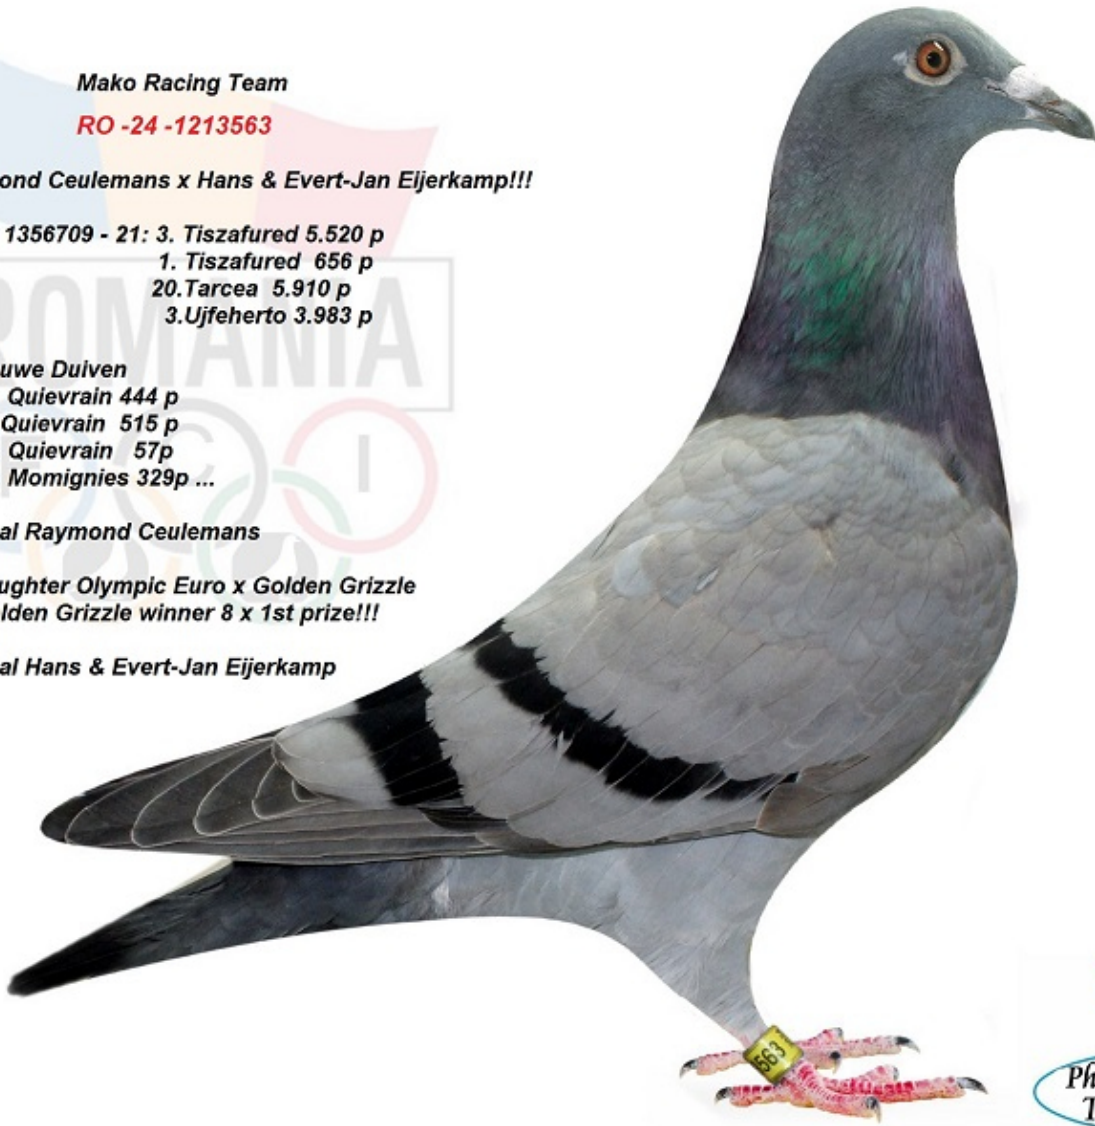 Mako Racing Team
RO -24 -1213563
ond Ceulemans x Hans & Evert-Jan Eijerkamp!!!
1356709 - 21: 3. Tiszafured 5.520 p
1. Tiszafured 656 p
20.Tarcea 5.910 p
3.Ujfeherto 3.983 p
ROMANIA
uwe Duiven
Quievrain 444 p
Quievrain 515 p
Quievrain 57p
Momignies 329p ...
F C I
al Raymond Ceulemans
ughter Olympic Euro x Golden Grizzle
lden Grizzle winner 8 x 1st prize!!!
al Hans & Evert-Jan Eijerkamp
563
Ph
T